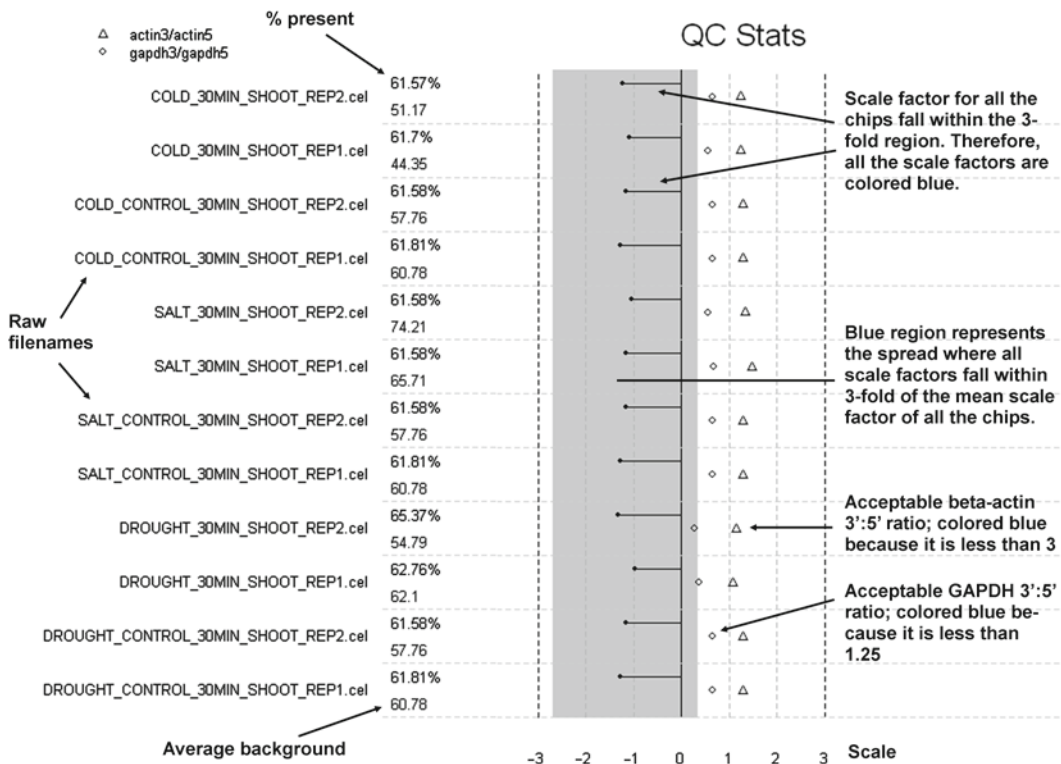 % present
QC Stats
△ actin3/actin5
◇ gapdh3/gapdh5
COLD_30MIN_SHOOT_REP2.cel
61.57%
51.17
COLD_30MIN_SHOOT_REP1.cel
61.7%
44.35
COLD_CONTROL_30MIN_SHOOT_REP2.cel
61.58%
57.76
COLD_CONTROL_30MIN_SHOOT_REP1.cel
61.81%
60.78
SALT_30MIN_SHOOT_REP2.cel
61.58%
74.21
SALT_30MIN_SHOOT_REP1.cel
61.58%
65.71
SALT_CONTROL_30MIN_SHOOT_REP2.cel
61.58%
57.76
SALT_CONTROL_30MIN_SHOOT_REP1.cel
61.81%
60.78
DROUGHT_30MIN_SHOOT_REP2.cel
65.37%
54.79
DROUGHT_30MIN_SHOOT_REP1.cel
62.76%
62.1
DROUGHT_CONTROL_30MIN_SHOOT_REP2.cel
61.58%
57.76
DROUGHT_CONTROL_30MIN_SHOOT_REP1.cel
61.81%
60.78
Raw
filenames
Average background
Scale factor for all the
chips fall within the 3-
fold region. Therefore,
all the scale factors are
colored blue.
Blue region represents
the spread where all
scale factors fall within
3-fold of the mean scale
factor of all the chips.
Acceptable beta-actin
3':5' ratio; colored blue
because it is less than 3
Acceptable GAPDH 3':5'
ratio; colored blue be-
cause it is less than
1.25
-3 -2 -1 0 1 2 3 Scale